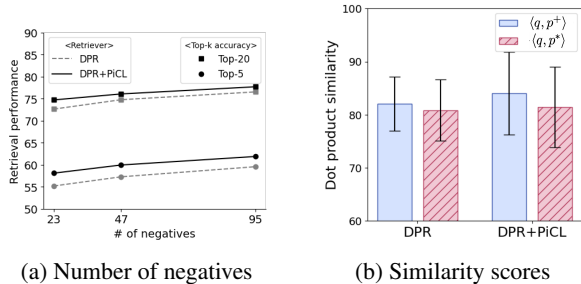 <Retriever>
DPR
DPR+PiCL
<Top-k accuracy>
Top-20
Top-5
Retrieval performance
90
85
80
75
70
65
60
55
50
23
47
95
# of negatives
(a) Number of negatives
⟨q, p⁺⟩
⟨q, p*⟩
Dot product similarity
100
90
80
70
60
DPR
DPR+PiCL
(b) Similarity scores